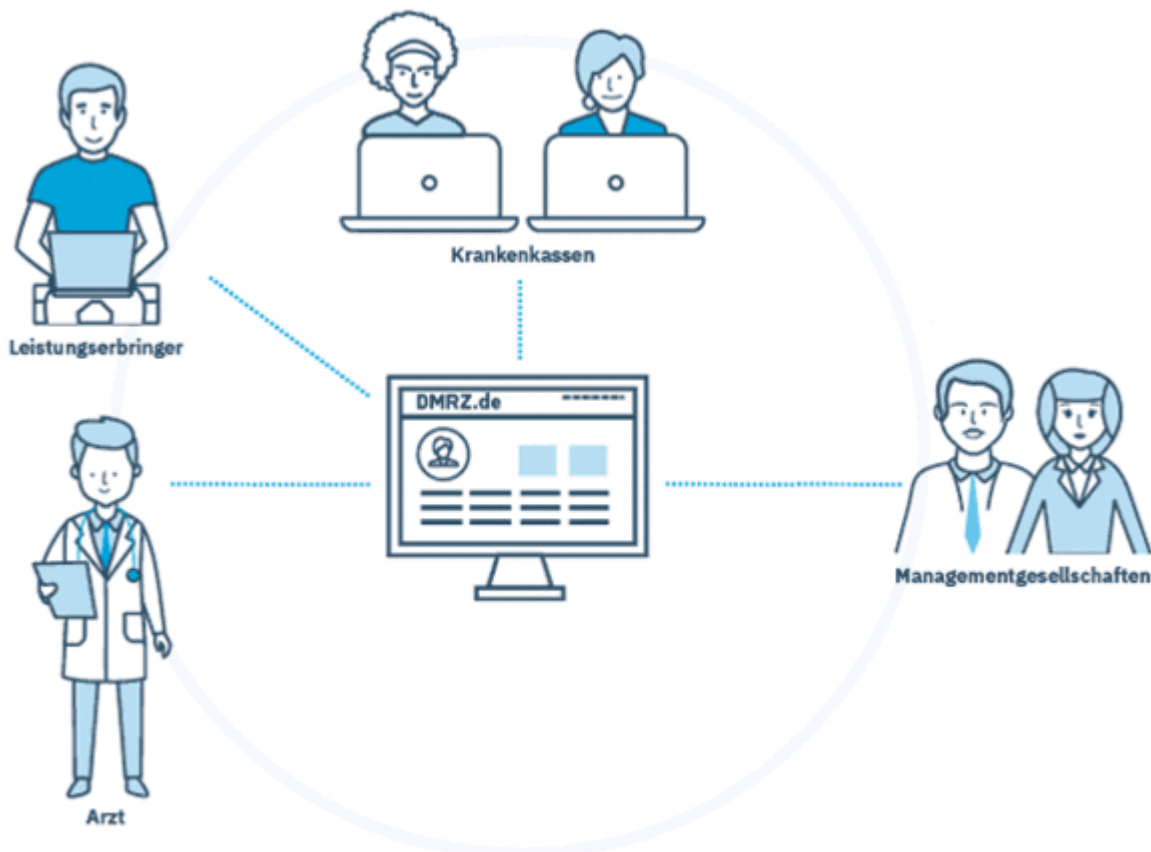 Krankenkassen
Leistungserbringer
DMRZ.de
Managementgesellschaften
Arzt